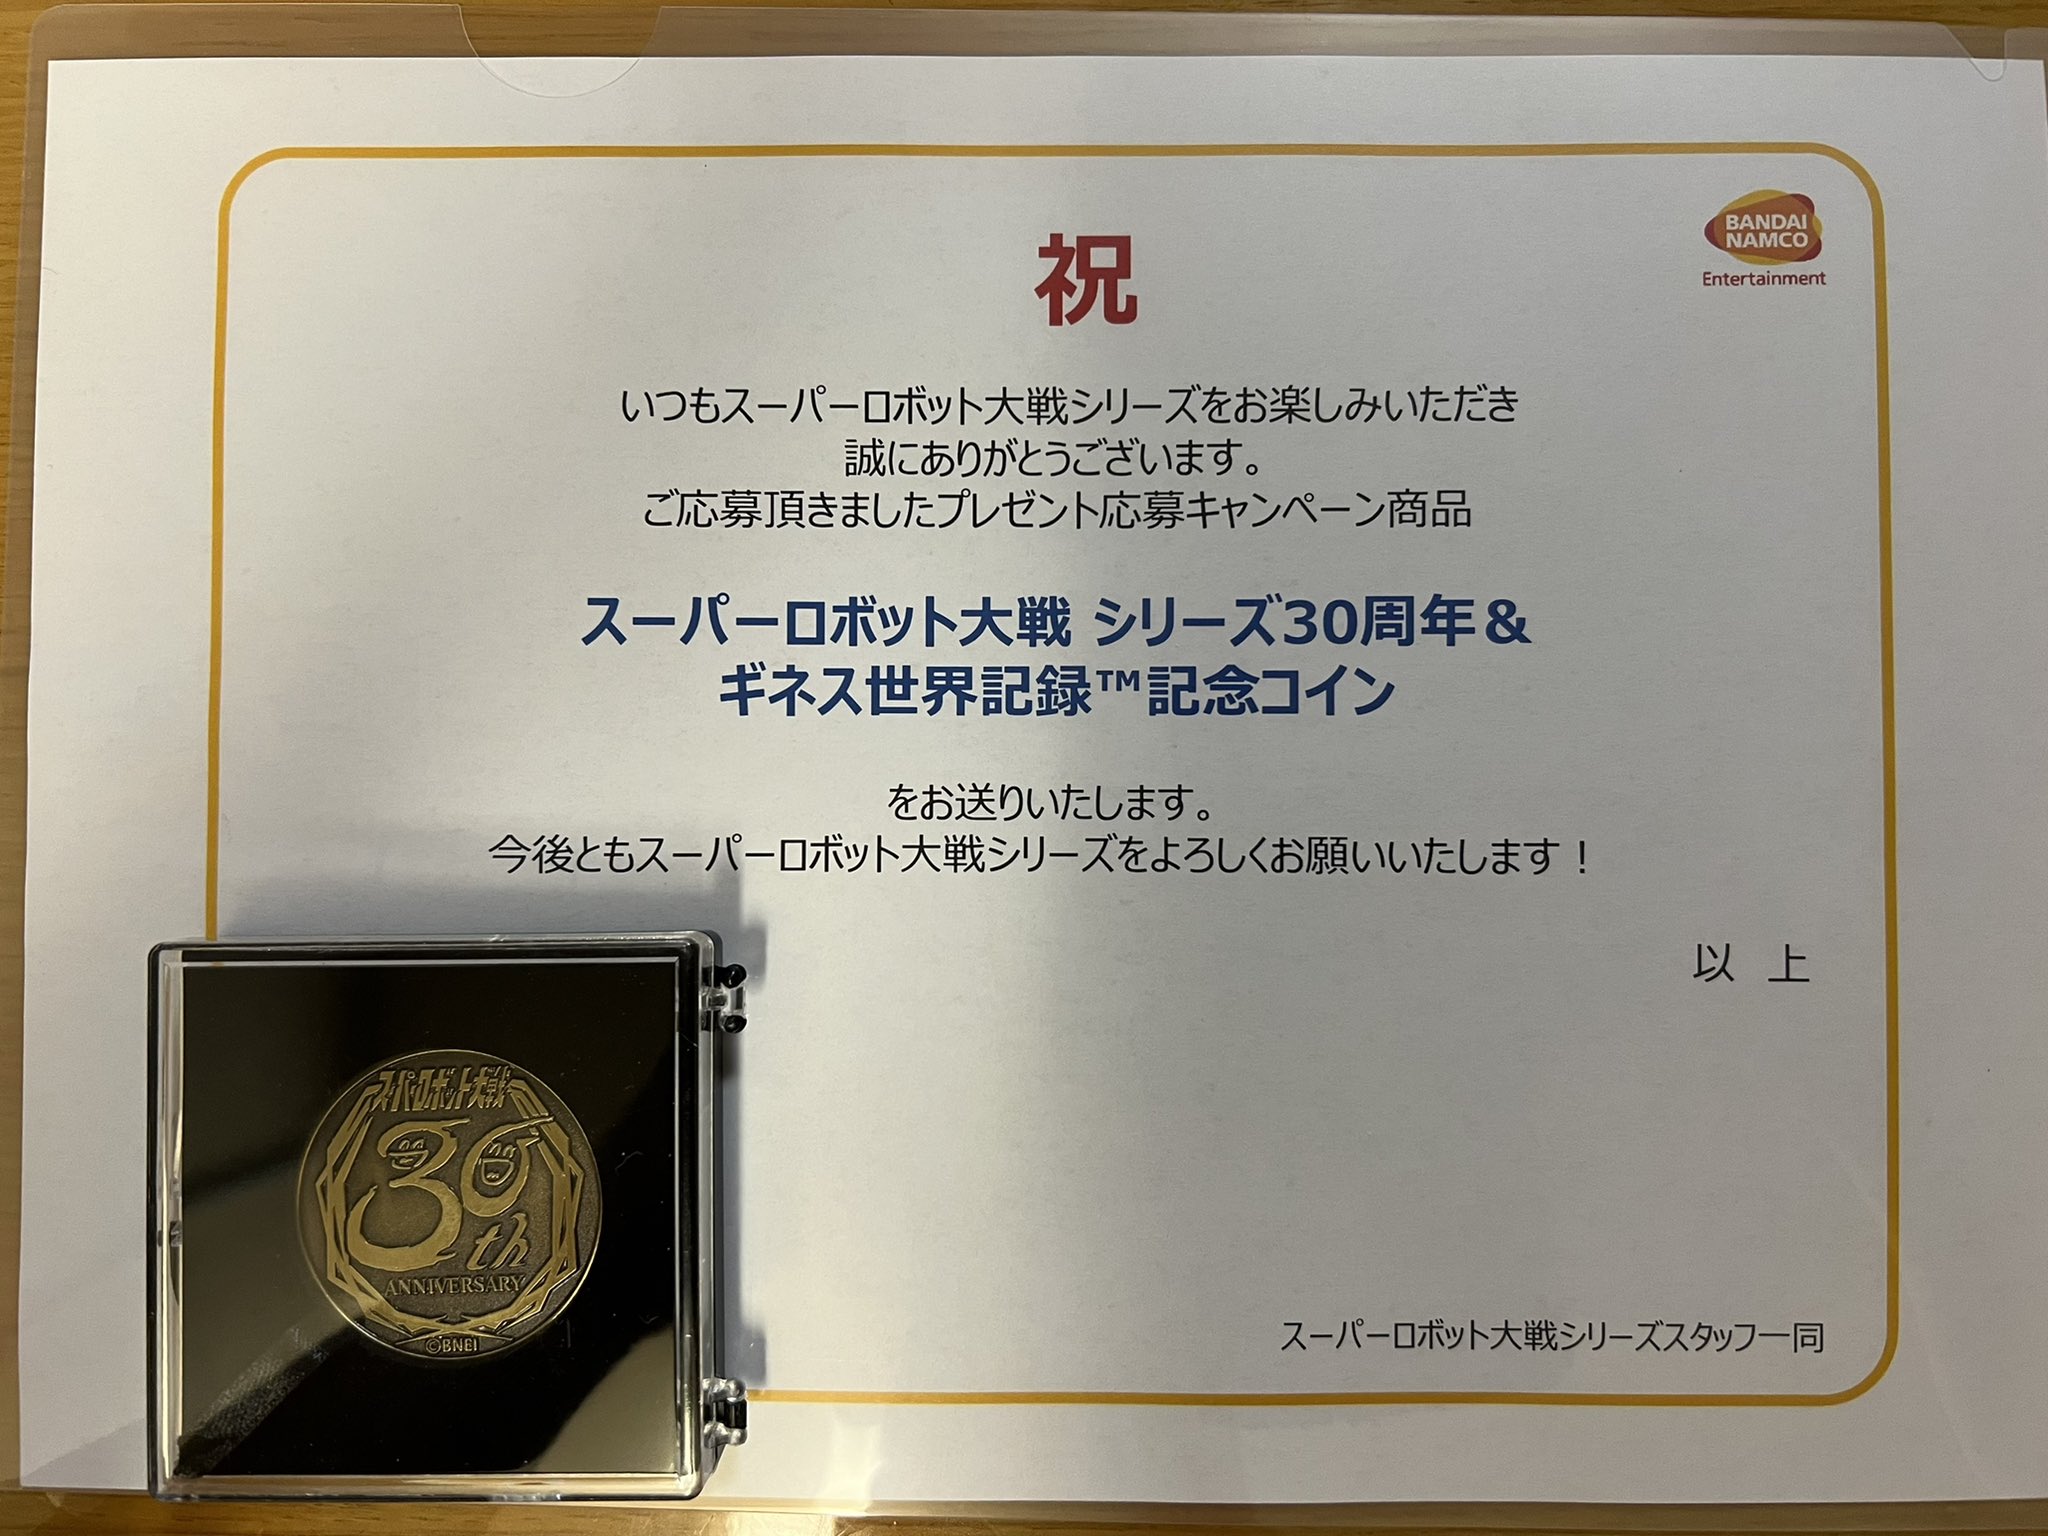 祝
BANDAI
NAMCO
Entertainment
いつもスーパーロボット大戦シリーズをお楽しみいただき
誠にありがとうございます。
ご応募頂きましたプレゼント応募キャンペーン商品
スーパーロボット大戦 シリーズ30周年＆
ギネス世界記録™記念コイン
をお送りいたします。
今後ともスーパーロボット大戦シリーズをよろしくお願いいたします！
以 上
スーパーロボット大戦シリーズスタッフ一同
スーパーロボット大戦
30th
ANNIVERSARY
©BNEI